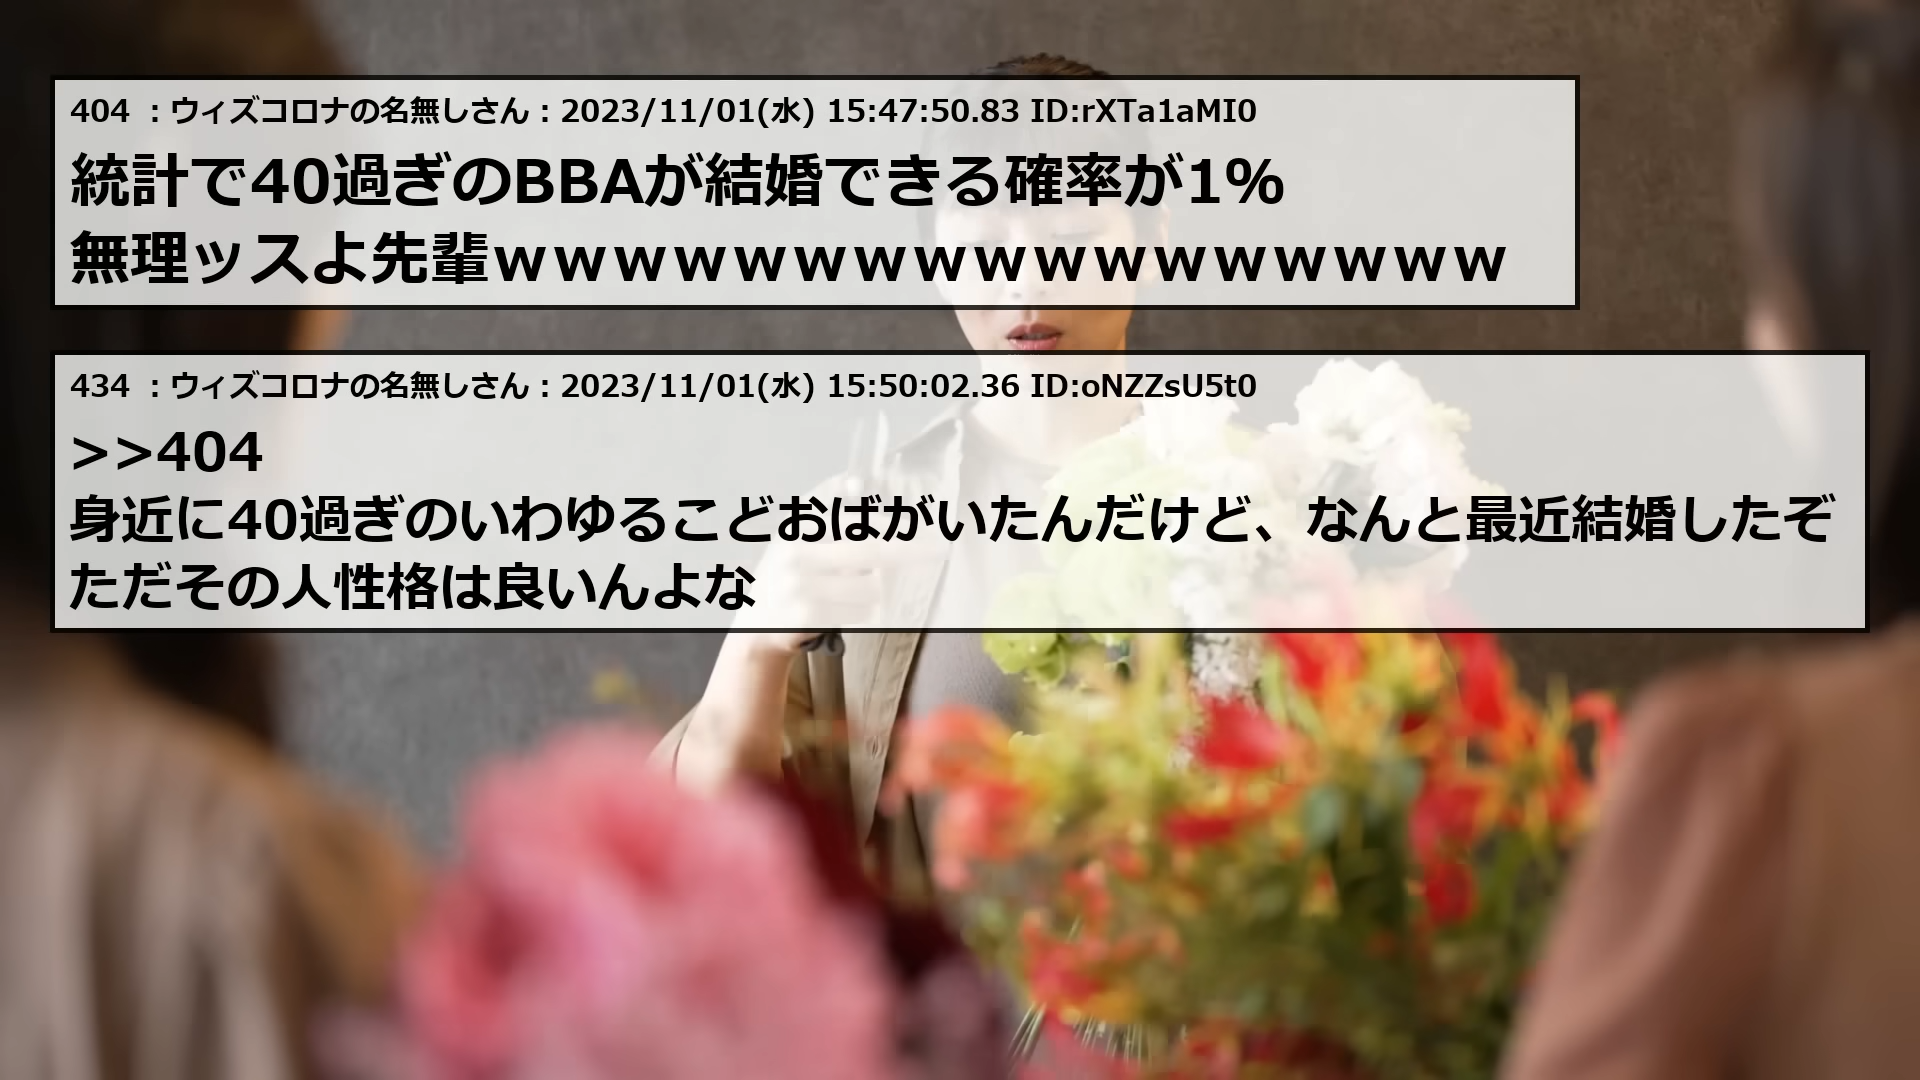 404 ：ウィズコロナの名無しさん：2023/11/01(水) 15:47:50.83 ID:rXTa1aMI0
統計で40過ぎのBBAが結婚できる確率が1%
無理ッスよ先輩ｗｗｗｗｗｗｗｗｗｗｗｗｗｗｗｗｗ
434 ：ウィズコロナの名無しさん：2023/11/01(水) 15:50:02.36 ID:oNZZsU5t0
>>404
身近に40過ぎのいわゆるこどおばがいたんだけど、なんと最近結婚したぞ
ただその人性格は良いんよな